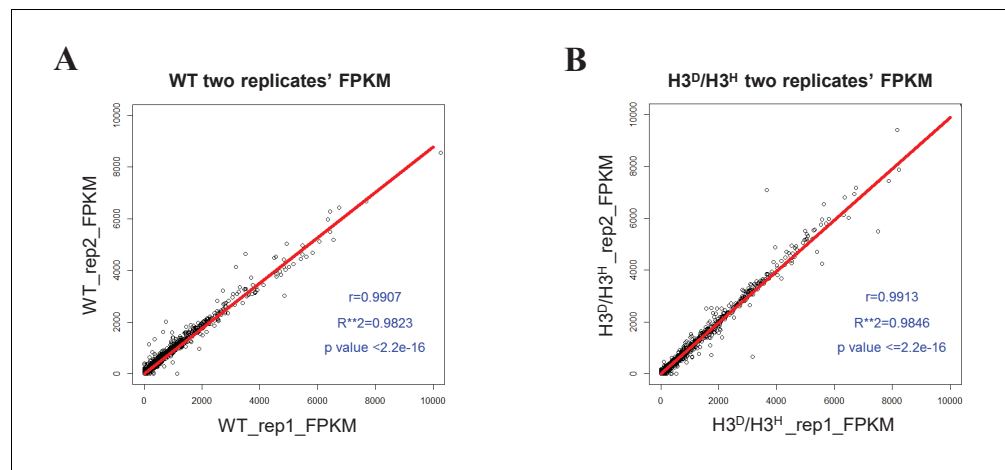 A
WT two replicates’ FPKM
10000
8000
6000
4000
2000
0
WT_rep2_FPKM
r=0.9907
R**2=0.9823
p value <2.2e-16
0 2000 4000 6000 8000 10000
WT_rep1_FPKM
B
H3ᴰ/H3ᴴ two replicates’ FPKM
10000
8000
6000
4000
2000
0
H3ᴰ/H3ᴴ_rep2_FPKM
r=0.9913
R**2=0.9846
p value <=2.2e-16
0 2000 4000 6000 8000 10000
H3ᴰ/H3ᴴ_rep1_FPKM